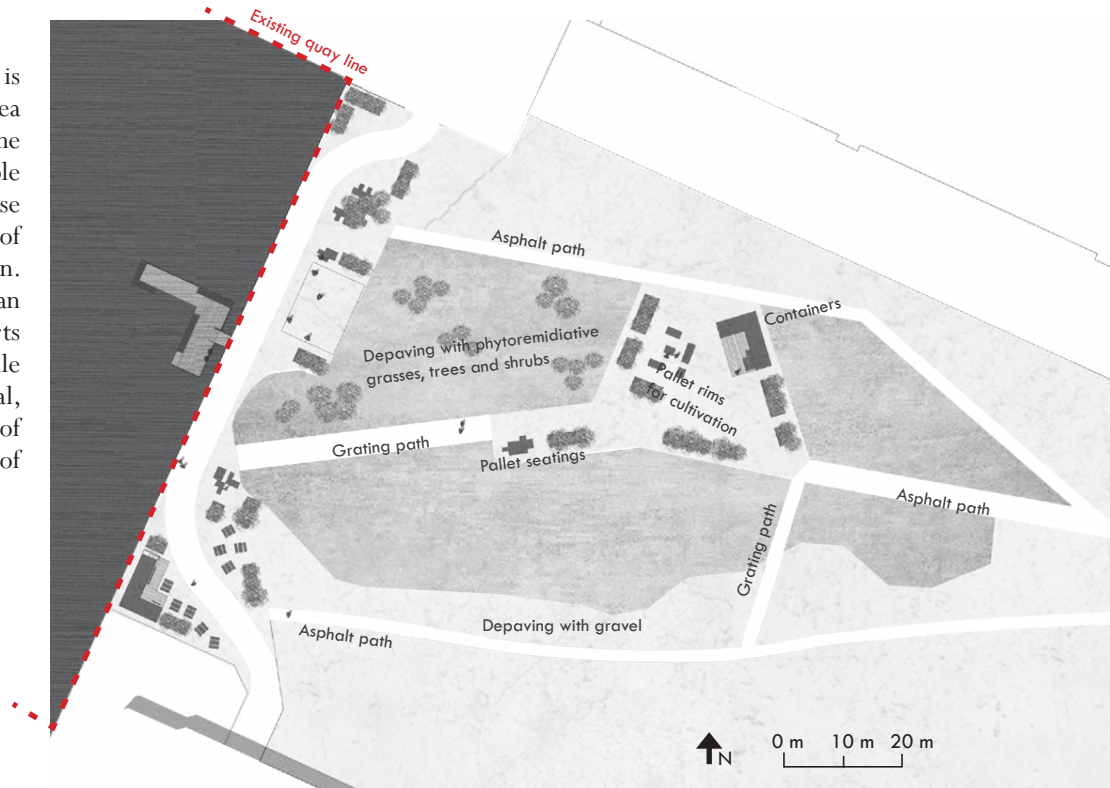 is
ea
ne
ole
se
of
n.
an
rts
le
al,
of
of
Existing quay line
Asphalt path
Containers
Depaving with phytoremidiative
grasses, trees and shrubs
Pallet rims
for cultivation
Grating path
Pallet seatings
Asphalt path
Grating path
Depaving with gravel
Asphalt path
N
0 m 10 m 20 m